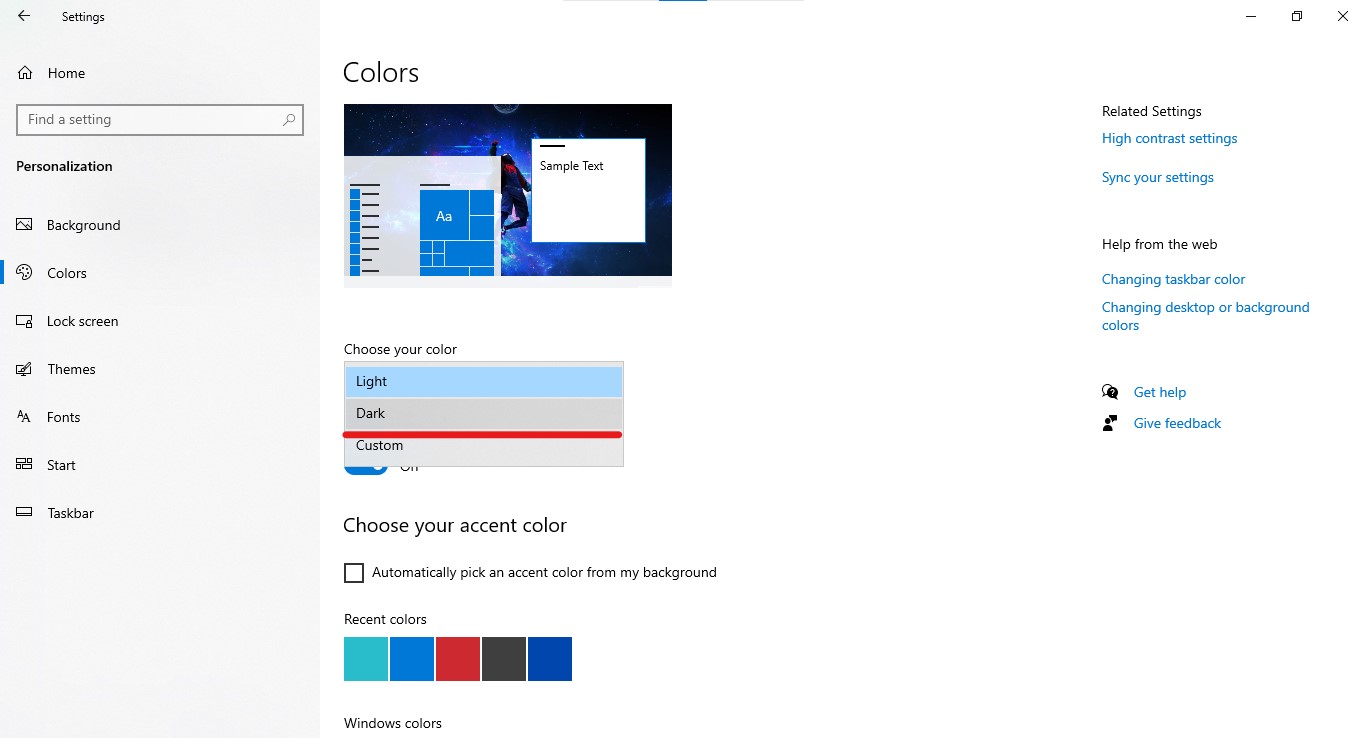 Settings
Home
Find a setting
Personalization
Background
Colors
Lock screen
Themes
Fonts
Start
Taskbar
Colors
Sample Text
Aa
Choose your color
Light
Dark
Custom
On
Choose your accent color
Automatically pick an accent color from my background
Recent colors
Windows colors
Related Settings
High contrast settings
Sync your settings
Help from the web
Changing taskbar color
Changing desktop or background
colors
Get help
Give feedback